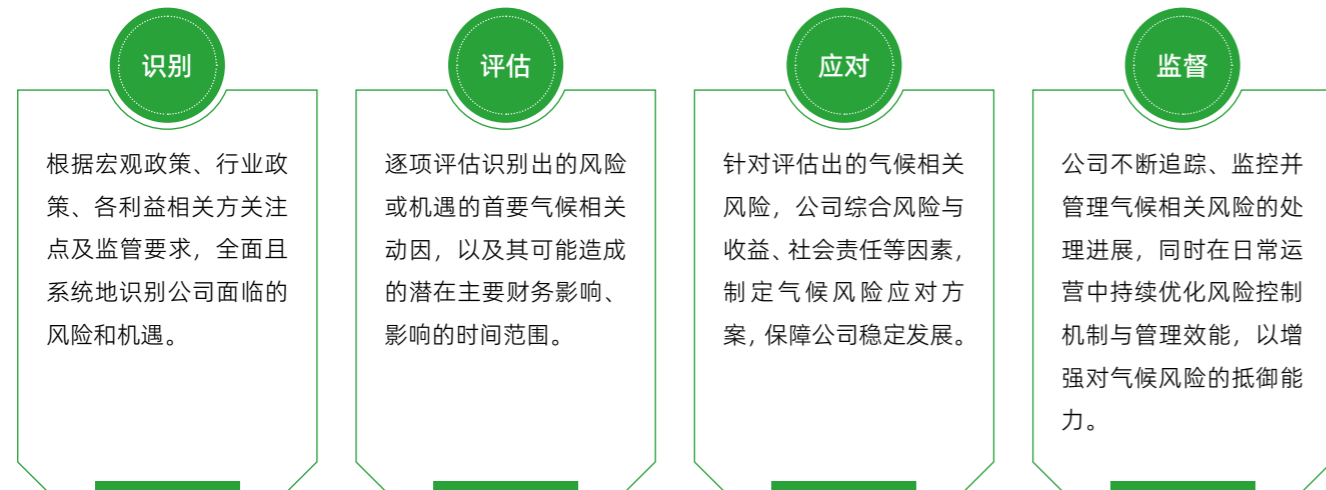 识别
根据宏观政策、行业政
策、各利益相关方关注
点及监管要求，全面且
系统地识别公司面临的
风险和机遇。
评估
逐项评估识别出的风险
或机遇的首要气候相关
动因，以及其可能造成
的潜在主要财务影响、
影响的时间范围。
应对
针对评估出的气候相关
风险，公司综合风险与
收益、社会责任等因素，
制定气候风险应对方
案，保障公司稳定发展。
监督
公司不断追踪、监控并
管理气候相关风险的处
理进展，同时在日常运
营中持续优化风险控制
机制与管理效能，以增
强对气候风险的抵御能
力。